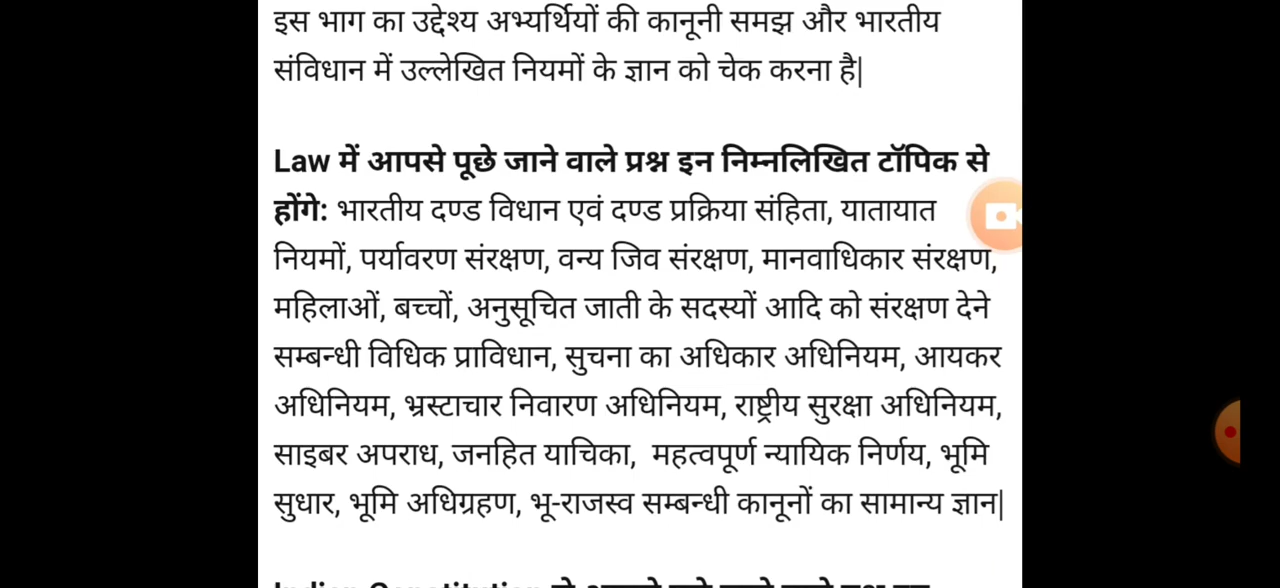 इस भाग का उद्देश्य अभ्यर्थियों की कानूनी समझ और भारतीय
संविधान में उल्लेखित नियमों के ज्ञान को चेक करना है|
Law में आपसे पूछे जाने वाले प्रश्न इन निम्नलिखित टॉपिक से
होंगे: भारतीय दण्ड विधान एवं दण्ड प्रक्रिया संहिता, यातायात
नियमों, पर्यावरण संरक्षण, वन्य जिव संरक्षण, मानवाधिकार संरक्षण,
महिलाओं, बच्चों, अनुसूचित जाती के सदस्यों आदि को संरक्षण देने
सम्बन्धी विधिक प्राविधान, सुचना का अधिकार अधिनियम, आयकर
अधिनियम, भ्रस्टाचार निवारण अधिनियम, राष्ट्रीय सुरक्षा अधिनियम,
साइबर अपराध, जनहित याचिका, महत्वपूर्ण न्यायिक निर्णय, भूमि
सुधार, भूमि अधिग्रहण, भू-राजस्व सम्बन्धी कानूनों का सामान्य ज्ञान|